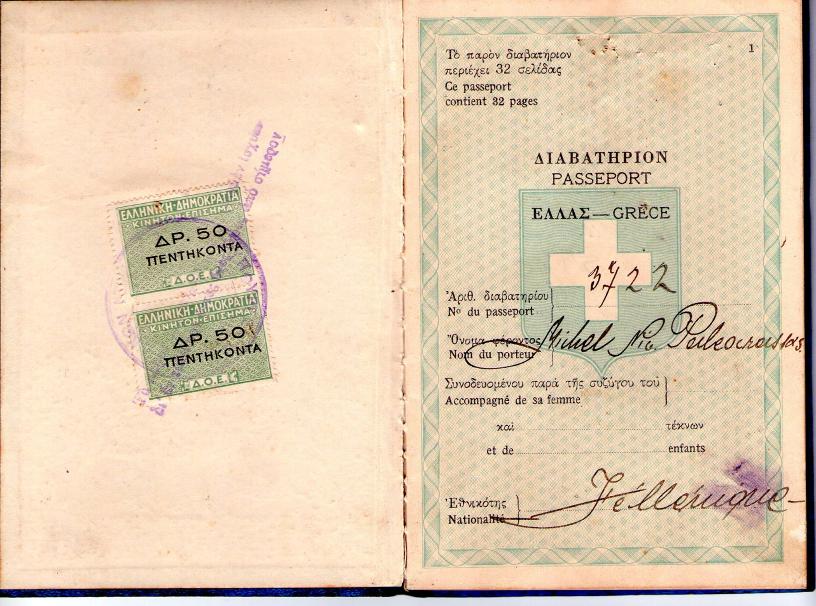 ΕΛΛΗΝΙΚΗ·ΔΗΜΟΚΡΑΤΙΑ
·ΚΙΝΗΤΟΝ·ΕΠΙΣΗΜΑ·
ΔΡ. 50
ΠΕΝΤΗΚΟΝΤΑ
Δ.Ο.Ε.
ΕΛΛΗΝΙΚΗ·ΔΗΜΟΚΡΑΤΙΑ
·ΚΙΝΗΤΟΝ·ΕΠΙΣΗΜΑ·
ΔΡ. 50
ΠΕΝΤΗΚΟΝΤΑ
Δ.Ο.Ε.
1
Τὸ παρὸν διαβατήριον
περιέχει 32 σελίδας
Ce passeport
contient 32 pages
ΔΙΑΒΑΤΗΡΙΟΝ
PASSEPORT
ΕΛΛΑΣ — GRÈCE
3722
Ἀριθ. διαβατηρίου
Nº du passeport
Ὄνομα φέροντος Michel Nic.
Nom du porteur
Συνοδευομένου παρὰ τῆς συζύγου τοῦ
Accompagné de sa femme
καὶ τέκνων
et de enfants
Ἐθνικότης Héllenique
Nationalité